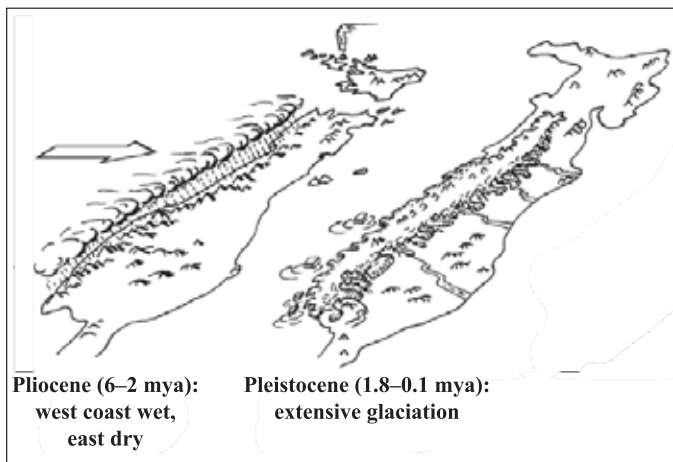 Pliocene (6–2 mya):
west coast wet,
east dry
Pleistocene (1.8–0.1 mya):
extensive glaciation